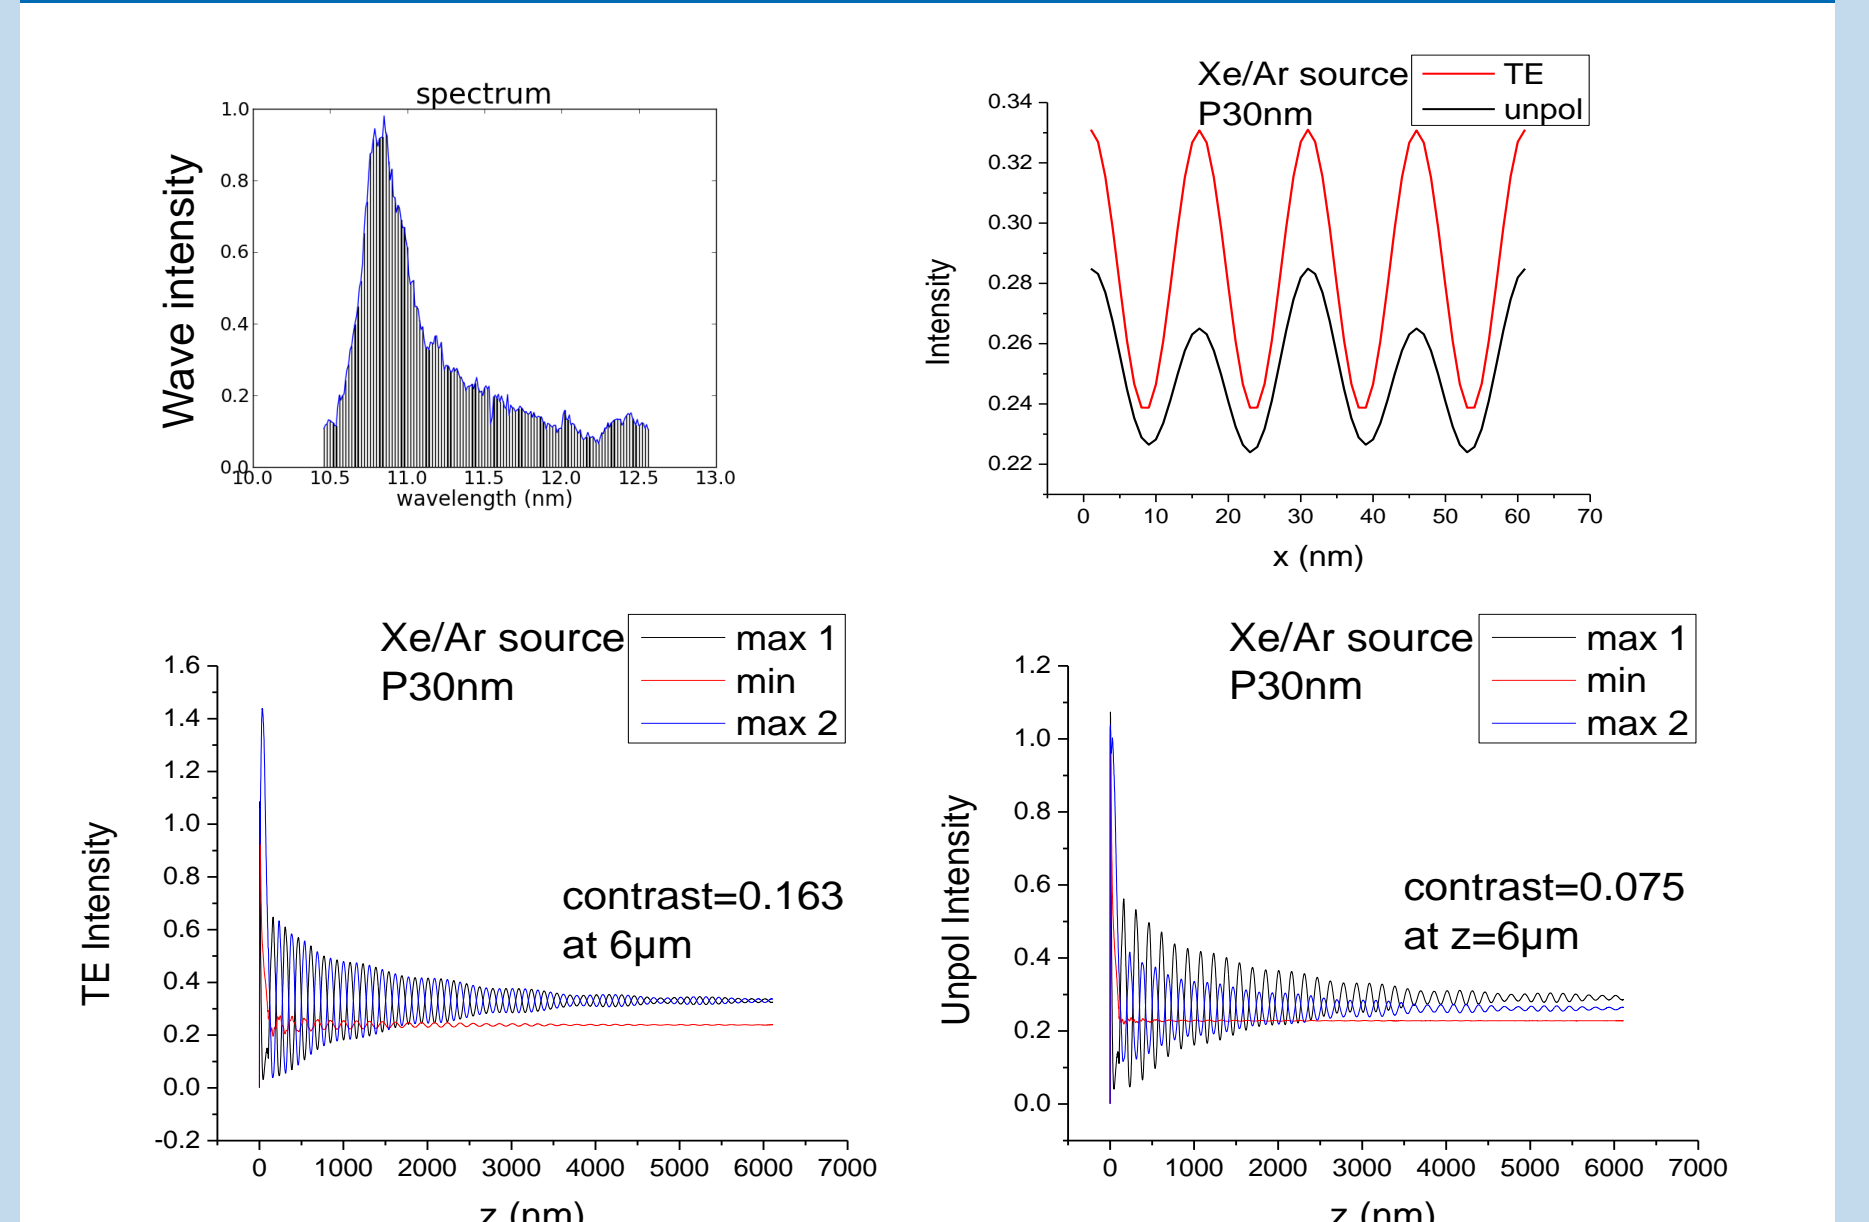 spectrum
Wave intensity
1.0
0.8
0.6
0.4
0.2
0.0
10.0 10.5 11.0 11.5 12.0 12.5 13.0
wavelength (nm)
Xe/Ar source
P30nm
TE
unpol
Intensity
0.34
0.32
0.30
0.28
0.26
0.24
0.22
0 10 20 30 40 50 60 70
x (nm)
Xe/Ar source
P30nm
max 1
min
max 2
TE Intensity
1.6
1.4
1.2
1.0
0.8
0.6
0.4
0.2
0.0
-0.2
contrast=0.163
at 6µm
0 1000 2000 3000 4000 5000 6000 7000
z (nm)
Xe/Ar source
P30nm
max 1
min
max 2
Unpol Intensity
1.2
1.0
0.8
0.6
0.4
0.2
0.0
contrast=0.075
at z=6µm
0 1000 2000 3000 4000 5000 6000 7000
z (nm)